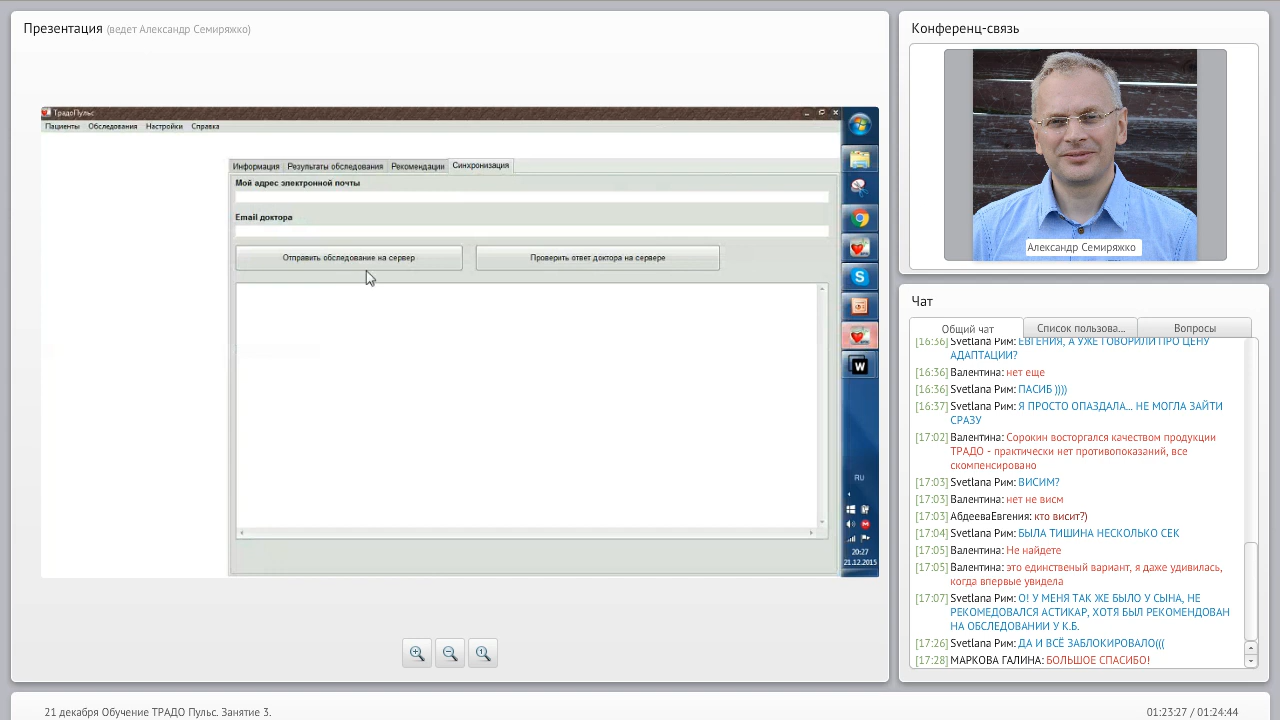 Презентация (ведет Александр Семиряжко)
ТрадоПульс
Пациенты Обследования Настройки Справка
Информация Результаты обследования Рекомендации Синхронизация
Мой адрес электронной почты
Email доктора
Отправить обследование на сервер Проверить ответ доктора на сервере
RU
20:27
21.12.2015
Конференц-связь
Александр Семиряжко
Чат
Общий чат Список пользова... Вопросы
[16:36] Svetlana Рим: ЕВГЕНИЯ, А УЖЕ ГОВОРИЛИ ПРО ЦЕНУ
АДАПТАЦИИ?
[16:36] Валентина: нет еще
[16:36] Svetlana Рим: ПАСИБ ))))
[16:37] Svetlana Рим: Я ПРОСТО ОПАЗДАЛА... НЕ МОГЛА ЗАЙТИ
СРАЗУ
[17:02] Валентина: Сорокин восторгался качеством продукции
ТРАДО - практически нет противопоказаний, все
скомпенсировано
[17:03] Svetlana Рим: ВИСИМ?
[17:03] Валентина: нет не висм
[17:03] АбдееваЕвгения: кто висит?)
[17:04] Svetlana Рим: БЫЛА ТИШИНА НЕСКОЛЬКО СЕК
[17:05] Валентина: Не найдете
[17:05] Валентина: это единственый вариант, я даже удивилась,
когда впервые увидела
[17:07] Svetlana Рим: О! У МЕНЯ ТАК ЖЕ БЫЛО У СЫНА, НЕ
РЕКОМЕДОВАЛСЯ АСТИКАР, ХОТЯ БЫЛ РЕКОМЕНДОВАН
НА ОБСЛЕДОВАНИИ У К.Б.
[17:26] Svetlana Рим: ДА И ВСЁ ЗАБЛОКИРОВАЛО(((
[17:28] МАРКОВА ГАЛИНА: БОЛЬШОЕ СПАСИБО!
21 декабря Обучение ТРАДО Пульс. Занятие 3.
01:23:27 / 01:24:44